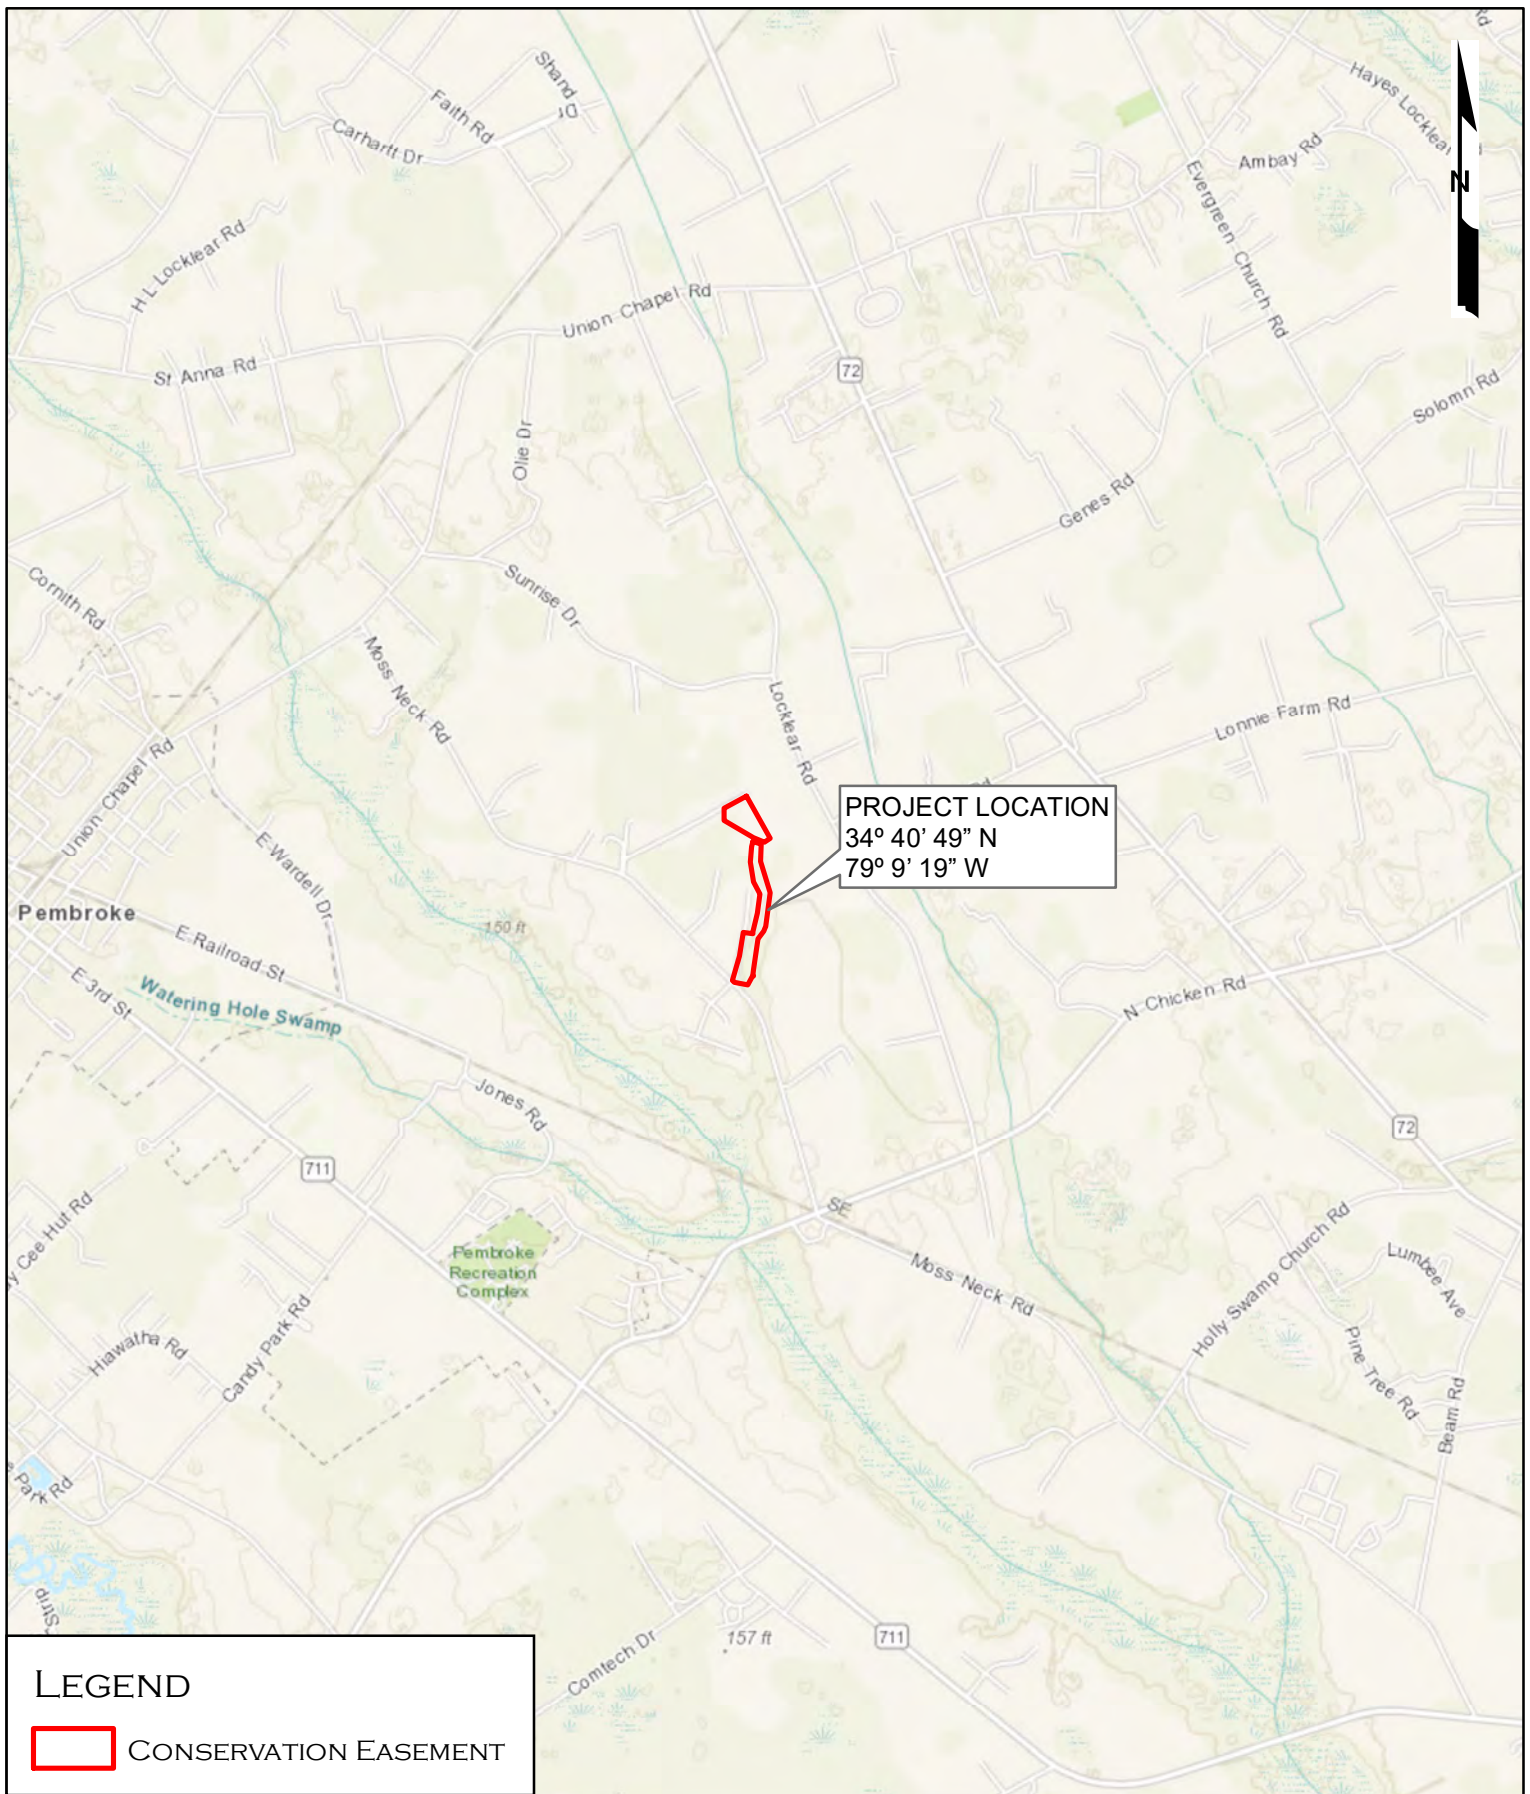 Shand Dr
Faith Rd
Carhartt Dr
Hayes Locklear
Ambay Rd
N
Evergreen Church Rd
H L Locklear Rd
Union Chapel Rd
St Anna Rd
72
Solomn Rd
Olie Dr
Genes Rd
Sunrise Dr
Cornith Rd
Moss Neck Rd
Locklear Rd
Lonnie Farm Rd
Union Chapel Rd
Rd
PROJECT LOCATION
34º 40’ 49” N
79º 9’ 19” W
E Wardell Dr
Pembroke
150 ft
E Railroad St
E 3rd St
Watering Hole Swamp
N Chicken Rd
Jones Rd
72
711
SE
y Cee Hut Rd
Pembroke
Recreation
Complex
Moss Neck Rd
Holly Swamp Church Rd
Lumbee Ave
Hiawatha Rd
Candy Park Rd
Pine Tree Rd
Beam Rd
e Park Rd
Strip
157 ft
711
Comtech Dr
LEGEND
CONSERVATION EASEMENT